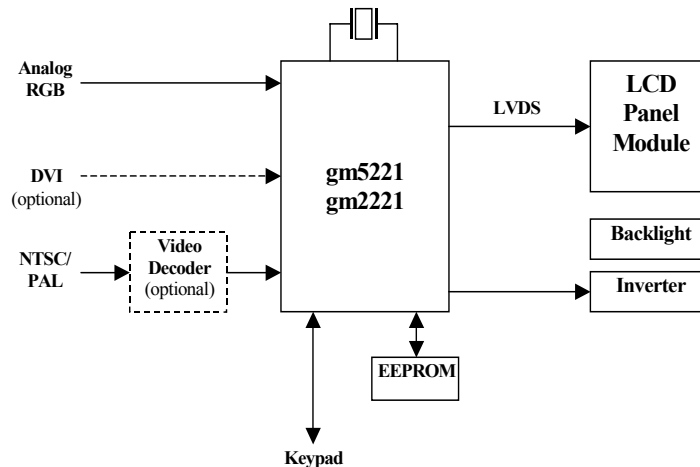 Analog
RGB
DVI
(optional)
NTSC/
PAL
Video
Decoder
(optional)
gm5221
gm2221
LVDS
LCD
Panel
Module
Backlight
Inverter
EEPROM
Keypad